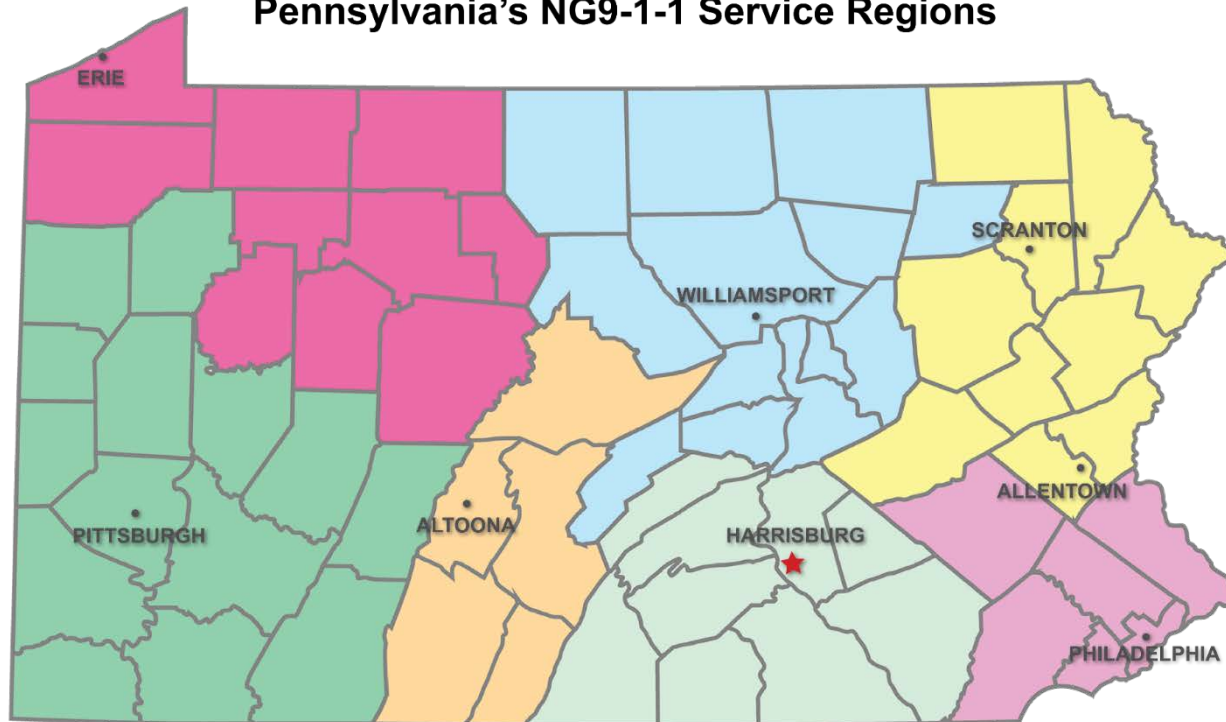 Pennsylvania's NG9-1-1 Service Regions
ERIE
SCRANTON
WILLIAMSPORT
ALLENTOWN
PITTSBURGH
ALTOONA
HARRISBURG
PHILADELPHIA